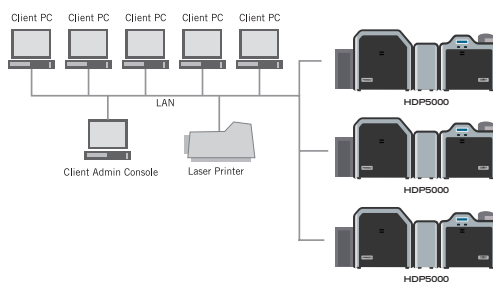 Client PC Client PC Client PC Client PC Client PC
LAN
Client Admin Console
Laser Printer
HDP5000
HDP5000
HDP5000